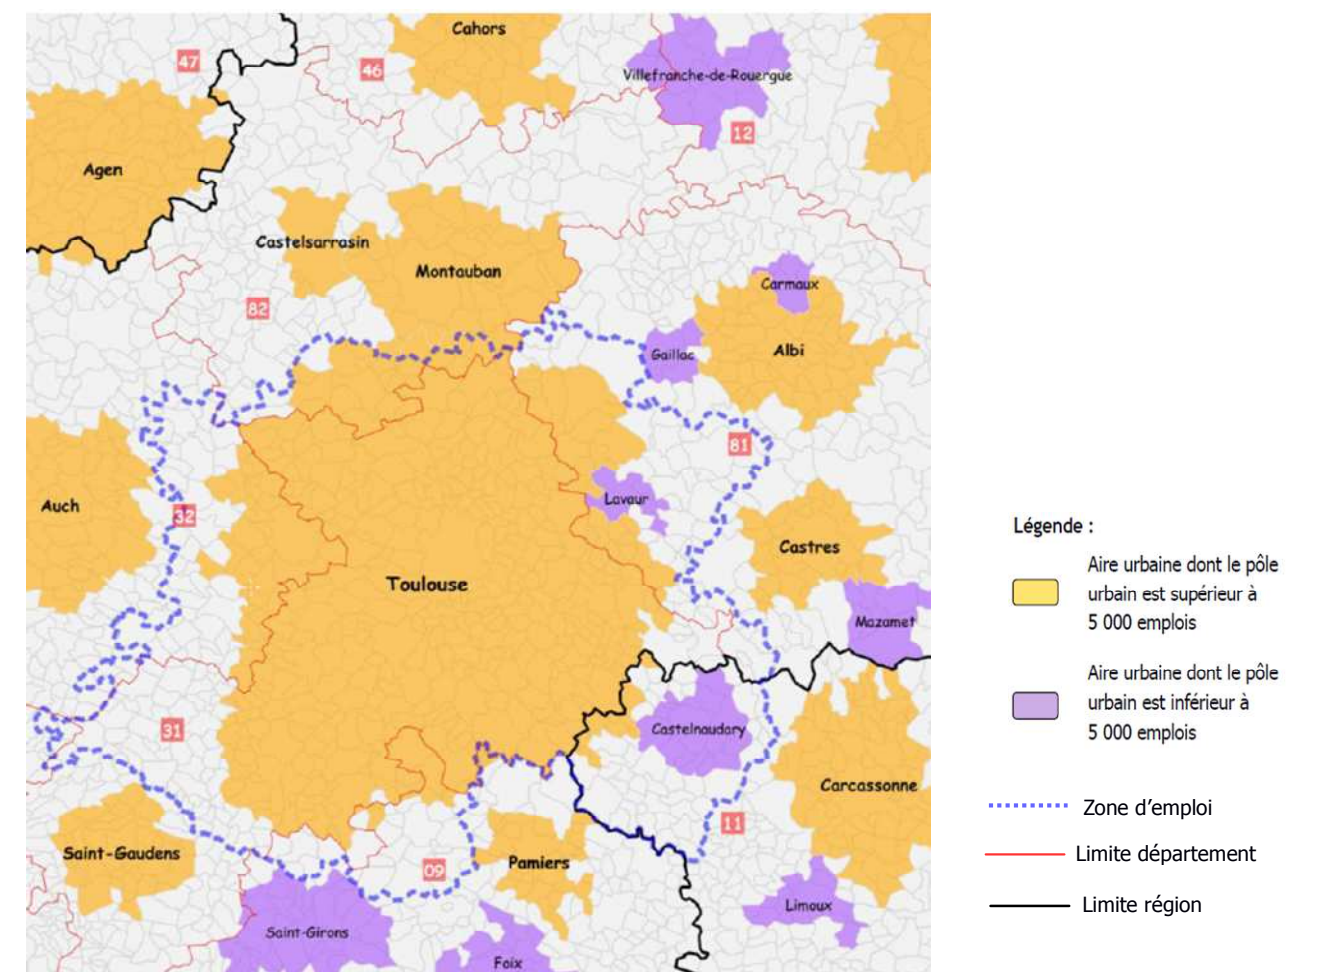 Cahors
47
46
Villefranche-de-Rouergue
12
Agen
Castelsarrasin
Montauban
Carmaux
82
Gaillac
Albi
81
Auch
Lavaur
32
Castres
Toulouse
Mazamet
31
Castelnaudary
Carcassonne
11
Saint-Gaudens
Pamiers
09
Limoux
Saint-Girons
Foix
Légende :
Aire urbaine dont le pôle
urbain est supérieur à
5 000 emplois
Aire urbaine dont le pôle
urbain est inférieur à
5 000 emplois
Zone d’emploi
Limite département
Limite région